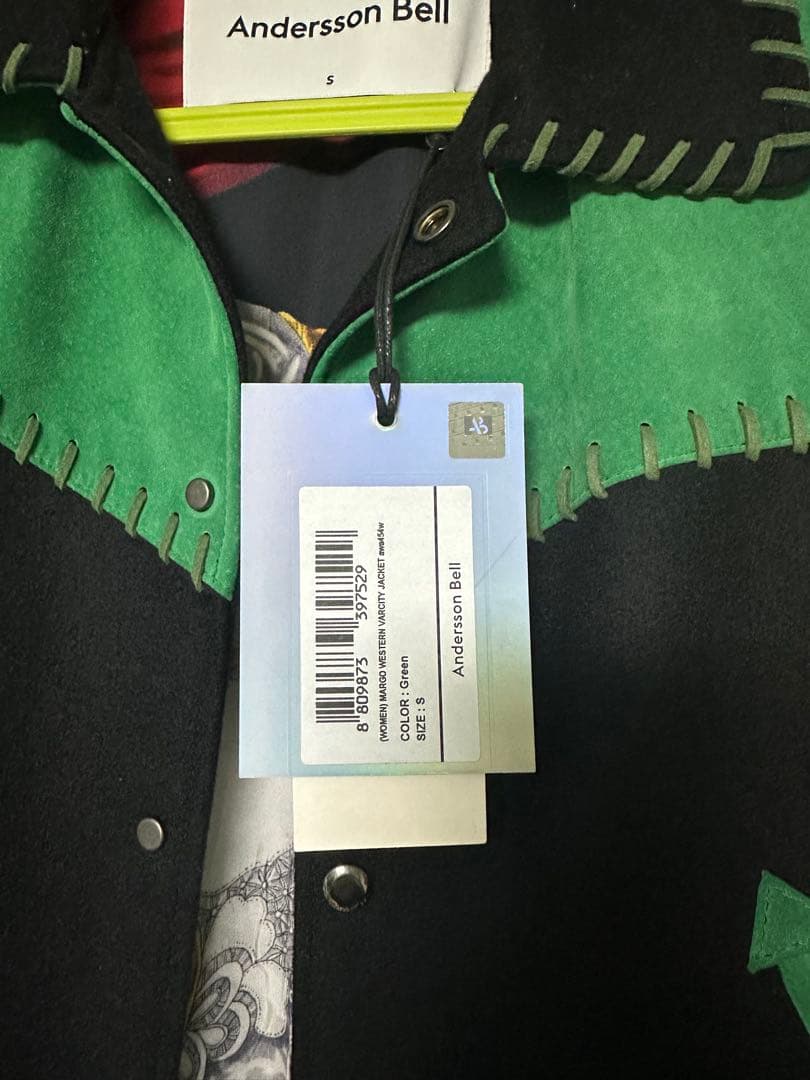 Andersson Bell
S
8 809873 397529
(WOMEN) MARGO WESTERN VARCITY JACKET awa454w
COLOR : Green
SIZE : S
Andersson Bell